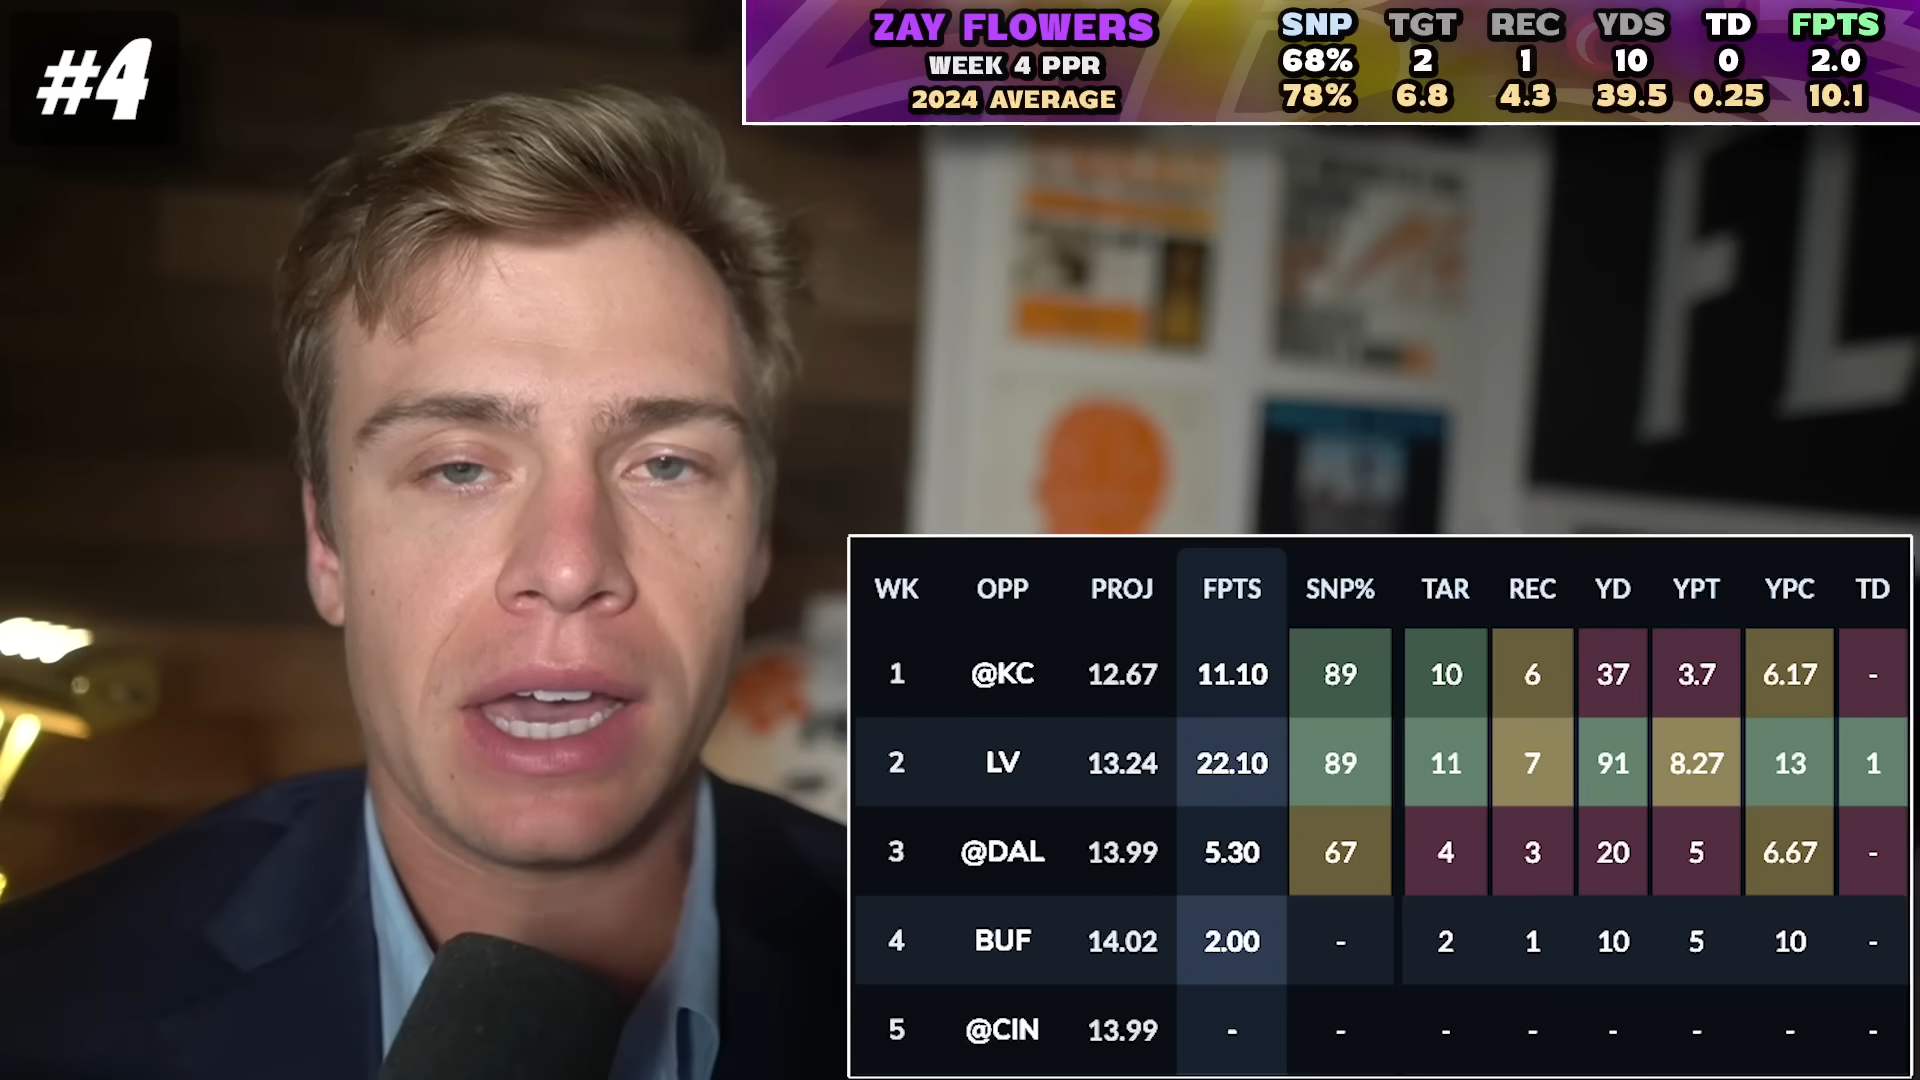 #4
ZAY FLOWERS SNP TGT REC YDS TD FPTS
WEEK 4 PPR 68% 2 1 10 0 2.0
2024 AVERAGE 78% 6.8 4.3 39.5 0.25 10.1
FL
WK OPP PROJ FPTS SNP% TAR REC YD YPT YPC TD
1 @KC 12.67 11.10 89 10 6 37 3.7 6.17 -
2 LV 13.24 22.10 89 11 7 91 8.27 13 1
3 @DAL 13.99 5.30 67 4 3 20 5 6.67 -
4 BUF 14.02 2.00 - 2 1 10 5 10 -
5 @CIN 13.99 - - - - - - - -